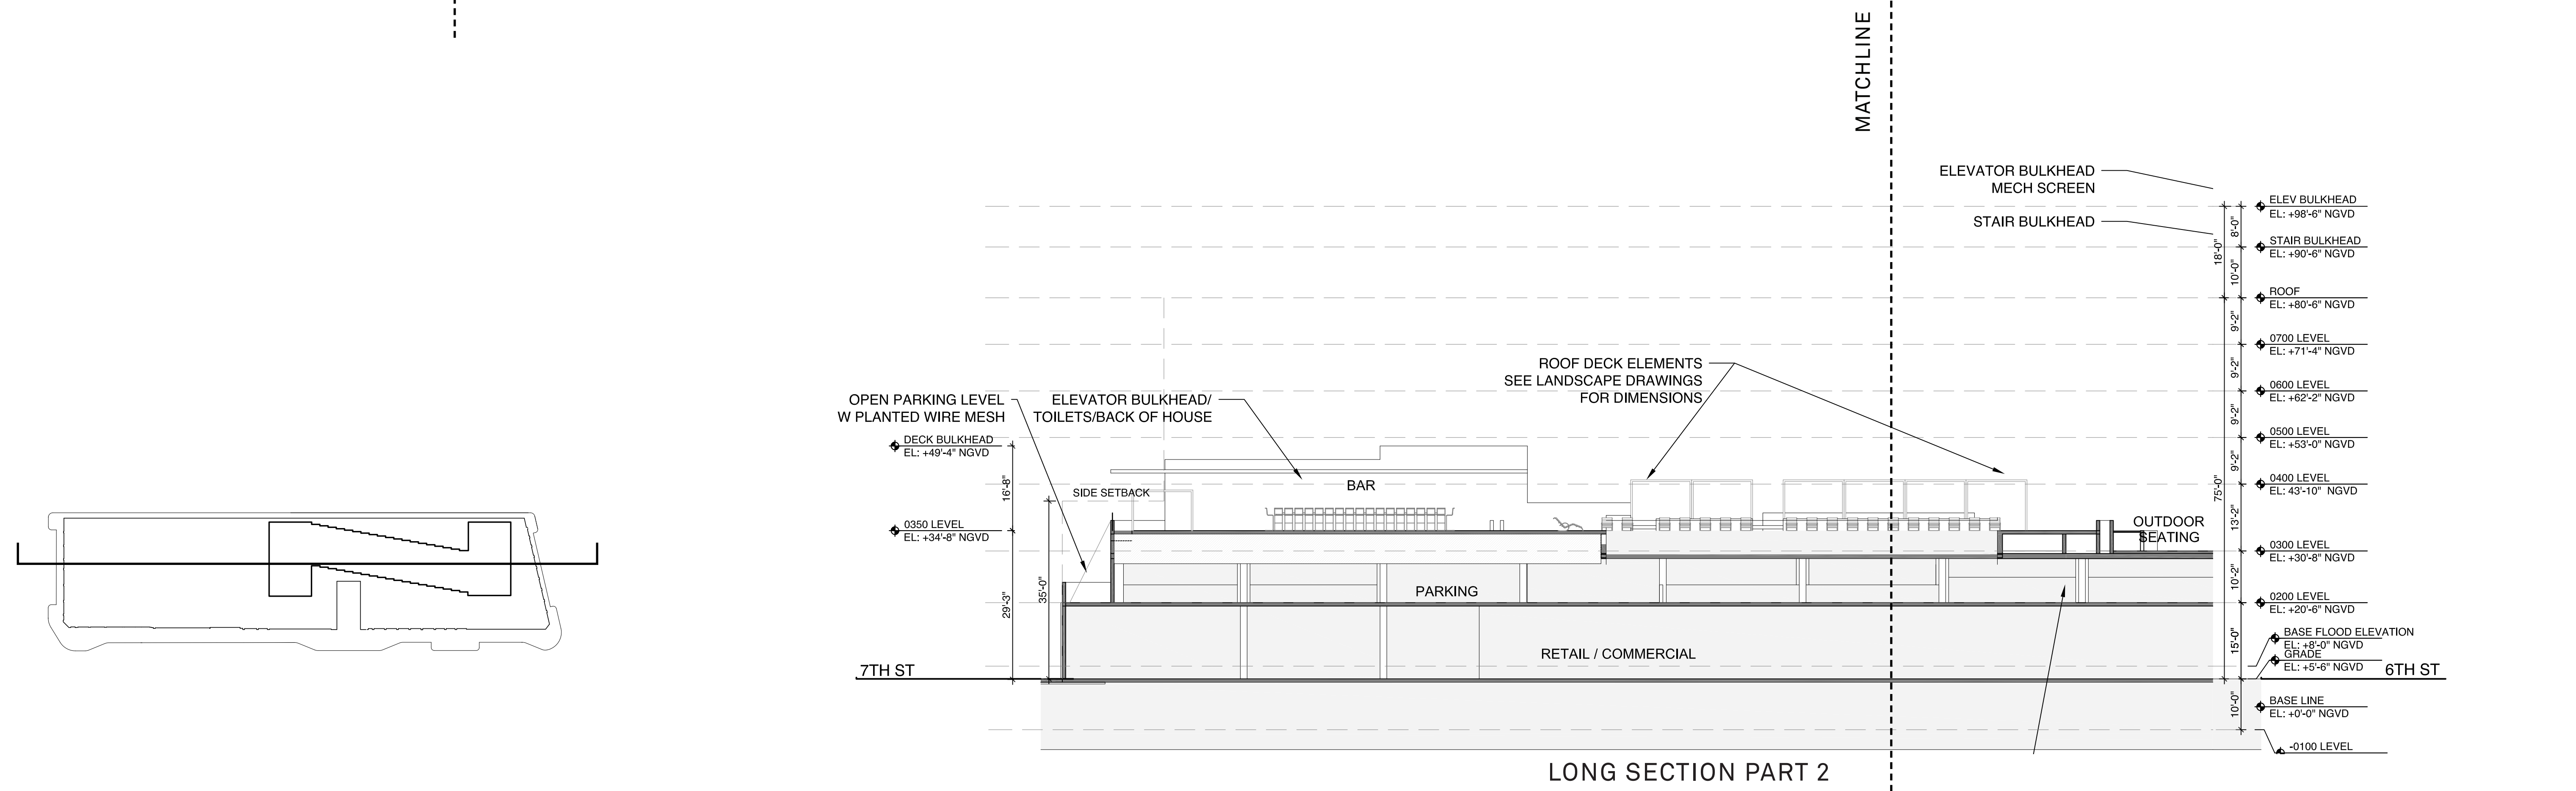 MATCHLINE
ELEVATOR BULKHEAD
MECH SCREEN
STAIR BULKHEAD
ELEV BULKHEAD
EL: +98'-6" NGVD
STAIR BULKHEAD
EL: +90'-6" NGVD
ROOF
EL: +80'-6" NGVD
0700 LEVEL
EL: +71'-4" NGVD
0600 LEVEL
EL: +62'-2" NGVD
0500 LEVEL
EL: +53'-0" NGVD
0400 LEVEL
EL: 43'-10" NGVD
0300 LEVEL
EL: +30'-8" NGVD
0200 LEVEL
EL: +20'-6" NGVD
BASE FLOOD ELEVATION
EL: +8'-0" NGVD
GRADE
EL: +5'-6" NGVD
6TH ST
BASE LINE
EL: +0'-0" NGVD
-0100 LEVEL
8'-0"
18'-0"
10'-0"
9'-2"
9'-2"
9'-2"
9'-2"
75'-0"
13'-2"
10'-2"
15'-0"
10'-0"
ROOF DECK ELEMENTS
SEE LANDSCAPE DRAWINGS
FOR DIMENSIONS
OPEN PARKING LEVEL
W PLANTED WIRE MESH
ELEVATOR BULKHEAD/
TOILETS/BACK OF HOUSE
DECK BULKHEAD
EL: +49'-4" NGVD
0350 LEVEL
EL: +34'-8" NGVD
16'-8"
29'-3"
35'-0"
SIDE SETBACK
BAR
OUTDOOR
SEATING
PARKING
RETAIL / COMMERCIAL
7TH ST
LONG SECTION PART 2